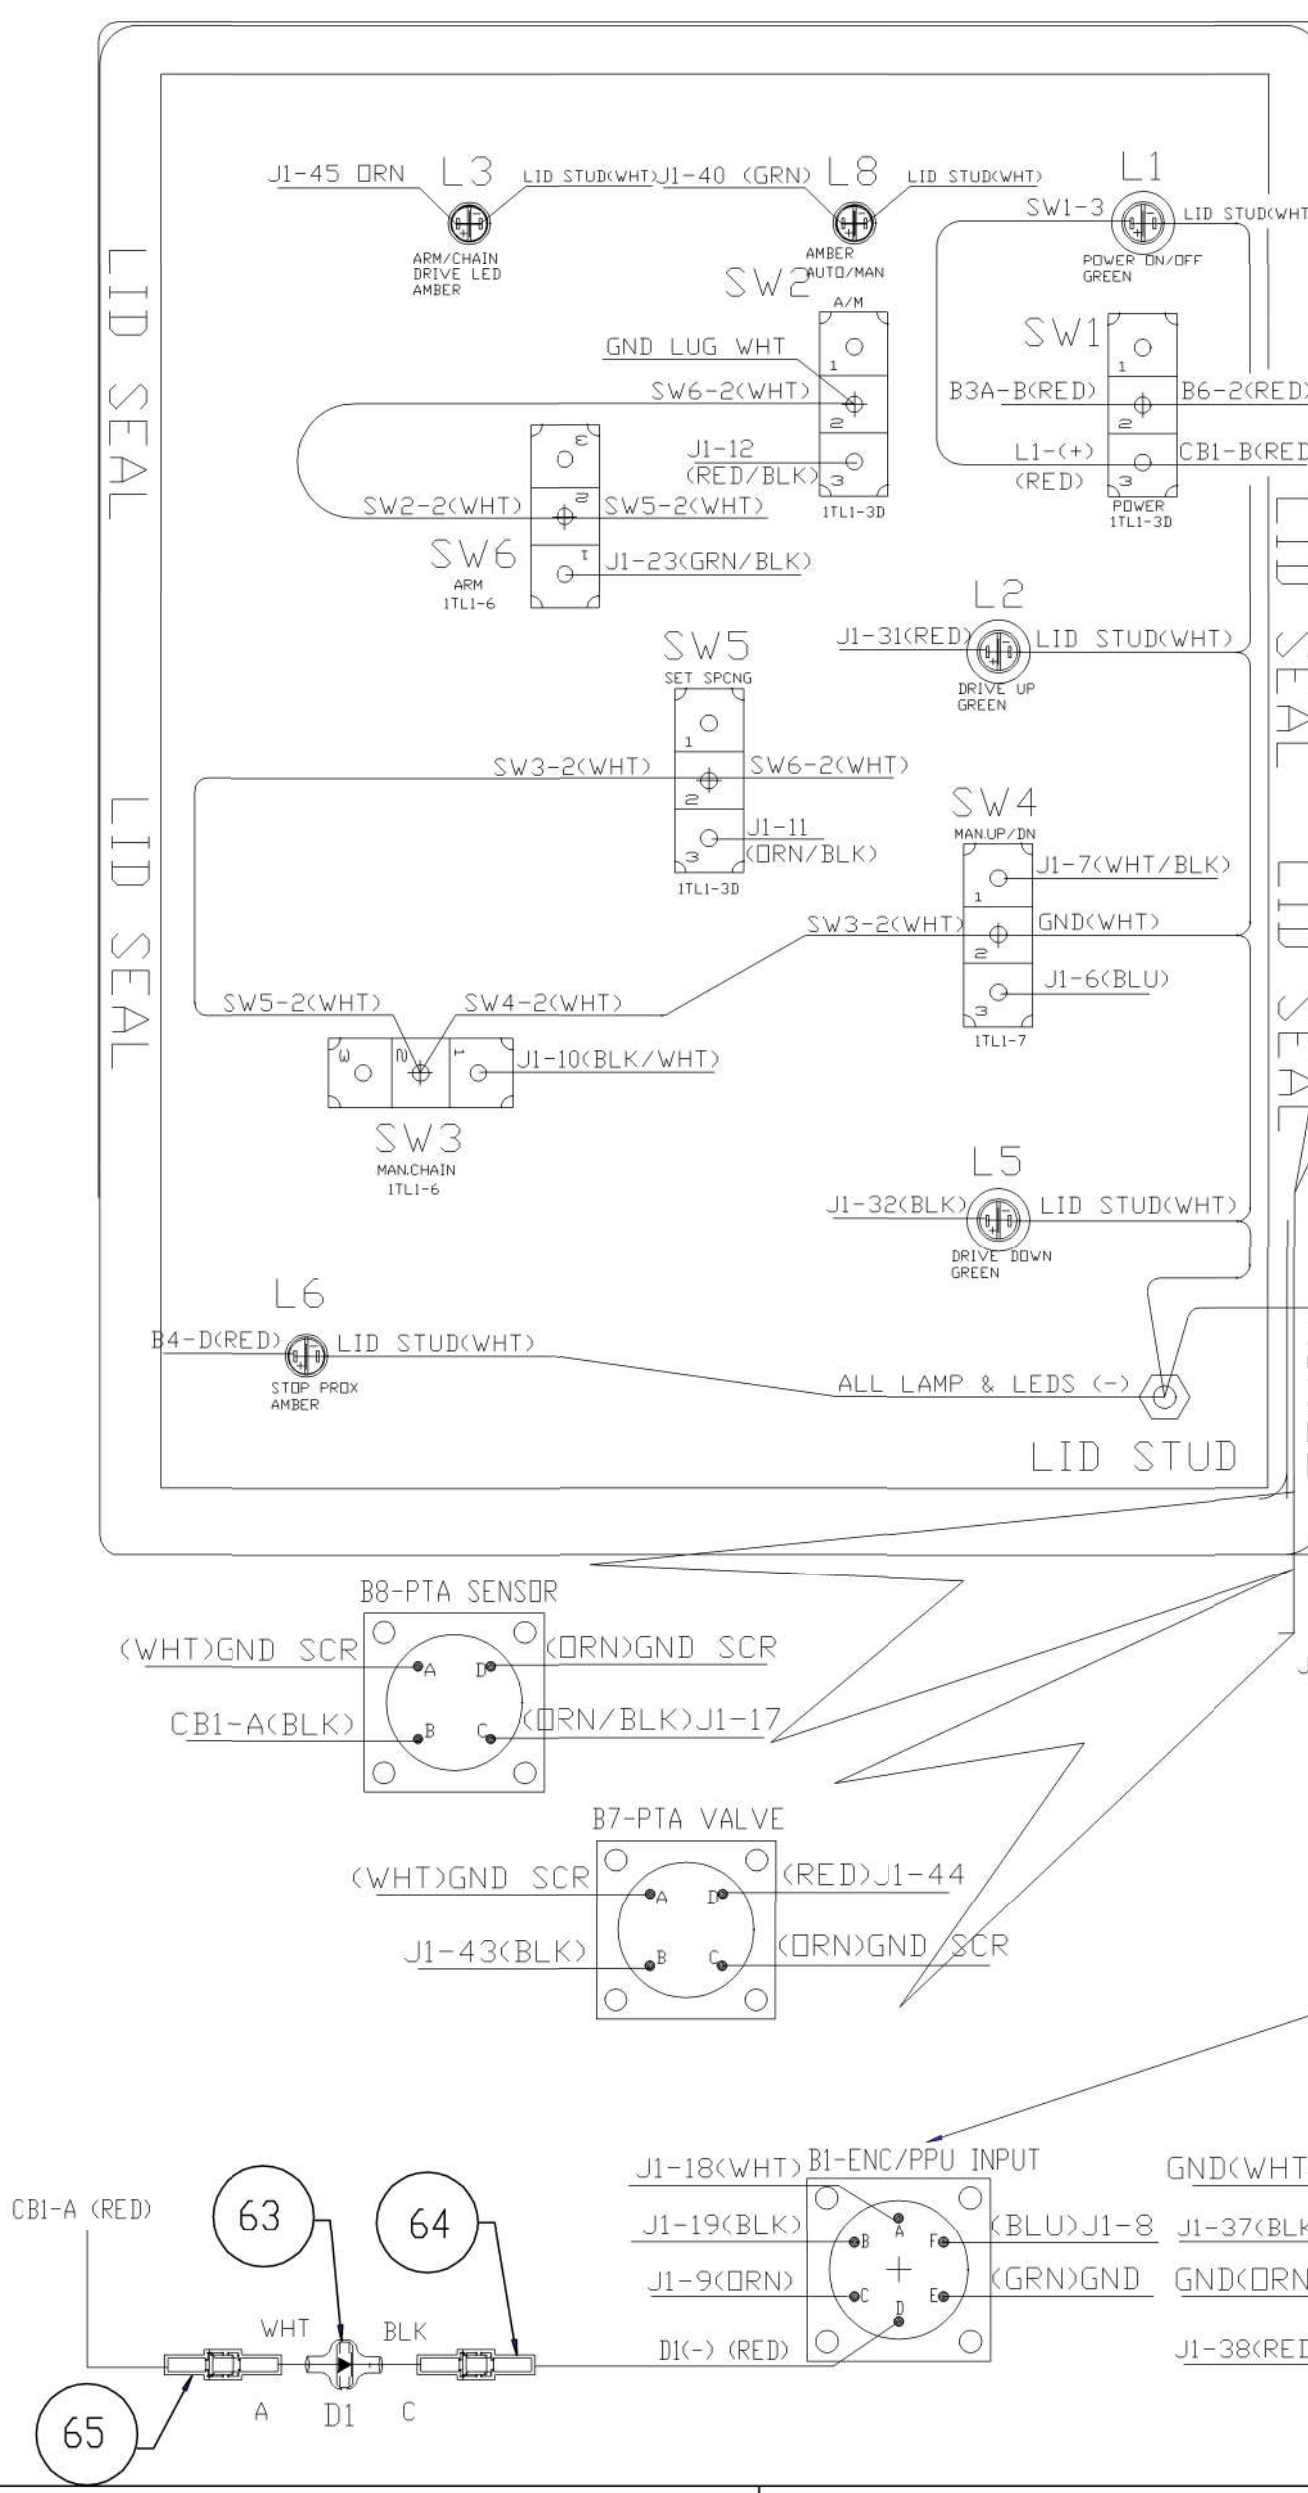 J1-45 ORN
L3
LID STUD(WHT)
J1-40 (GRN)
L8
LID STUD(WHT)
L1
SW1-3
LID STUD(WHT
ARM/CHAIN
DRIVE LED
AMBER
AMBER
AUTO/MAN
POWER ON/OFF
GREEN
LID SEAL
SW2
A/M
1
2
3
1TL1-3D
GND LUG WHT
SW6-2(WHT)
J1-12
(RED/BLK)
SW1
1
2
3
POWER
1TL1-3D
B3A-B(RED)
B6-2(RED)
L1-(+)
(RED)
CB1-B(RED
3
2
1
SW2-2(WHT)
SW5-2(WHT)
SW6
ARM
1TL1-6
J1-23(GRN/BLK)
LID SEAL
L2
J1-31(RED)
LID STUD(WHT)
DRIVE UP
GREEN
SW5
SET SPCNG
1
2
3
1TL1-3D
SW3-2(WHT)
SW6-2(WHT)
J1-11
(ORN/BLK)
LID SEAL
SW4
MAN.UP/DN
1
2
3
1TL1-7
J1-7(WHT/BLK)
SW3-2(WHT)
GND(WHT)
J1-6(BLU)
LID SEAL
SW5-2(WHT)
SW4-2(WHT)
3
2
1
J1-10(BLK/WHT)
SW3
MAN.CHAIN
1TL1-6
L5
J1-32(BLK)
LID STUD(WHT)
DRIVE DOWN
GREEN
L6
B4-D(RED)
LID STUD(WHT)
STOP PROX
AMBER
ALL LAMP & LEDS (-)
LID STUD
B8-PTA SENSOR
(WHT)GND SCR
A
D
(ORN)GND SCR
CB1-A(BLK)
B
C
(ORN/BLK)J1-17
B7-PTA VALVE
(WHT)GND SCR
A
D
(RED)J1-44
J1-43(BLK)
B
C
(ORN)GND SCR
B1-ENC/PPU INPUT
J1-18(WHT)
A
J1-19(BLK)
B
F
(BLU)J1-8
J1-9(ORN)
C
E
(GRN)GND
D1(-) (RED)
D
GND(WHT
J1-37(BLK
GND(ORN
J1-38(RED
CB1-A (RED)
63
64
WHT
BLK
A
D1
C
65